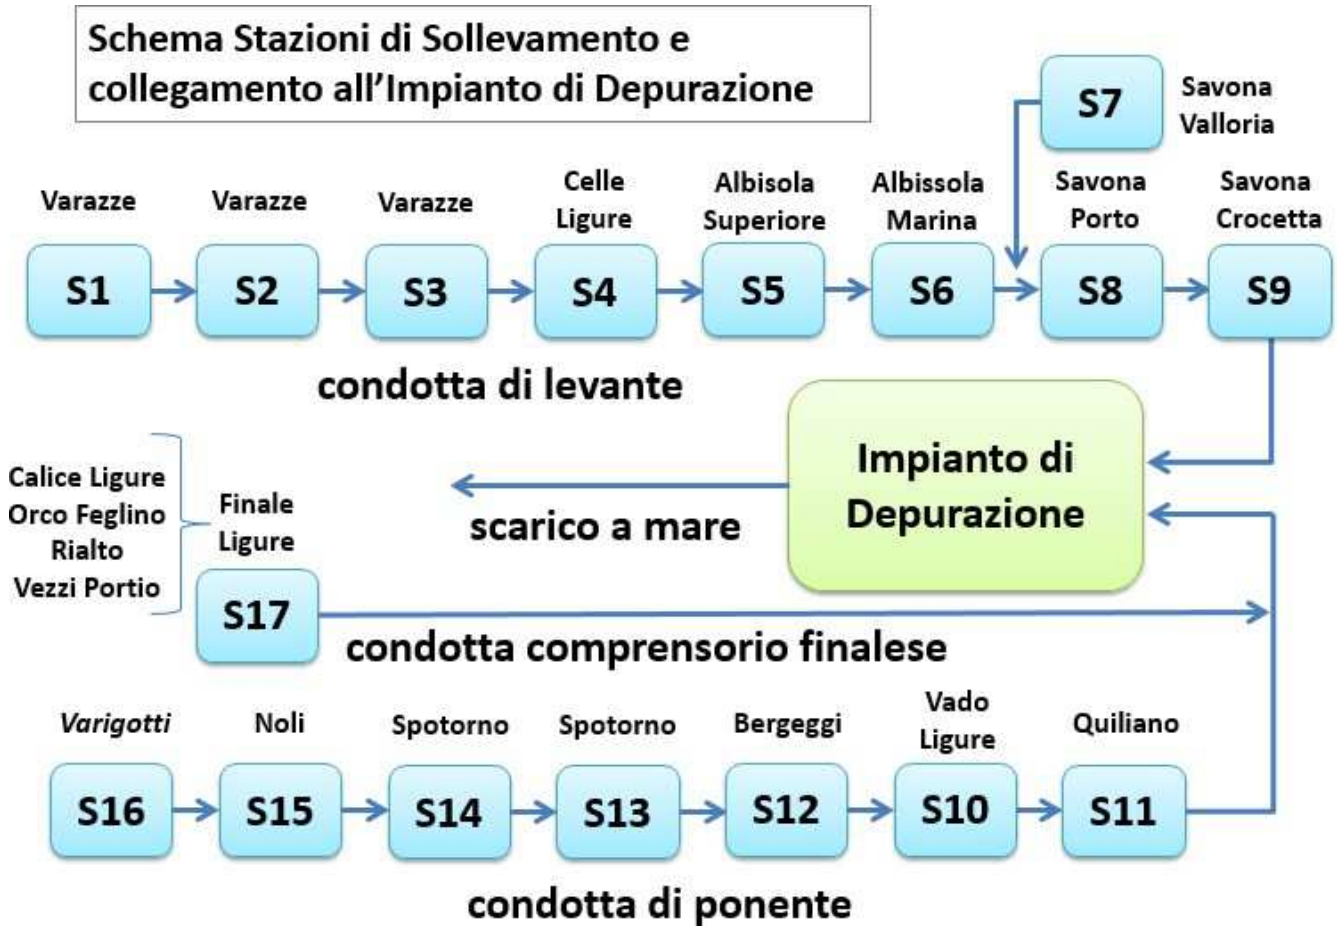 Schema Stazioni di Sollevamento e
collegamento all'Impianto di Depurazione
S7
Savona
Valloria
Varazze
Varazze
Varazze
Celle
Ligure
Albisola
Superiore
Albissola
Marina
Savona
Porto
Savona
Crocetta
S1
S2
S3
S4
S5
S6
S8
S9
condotta di levante
Impianto di
Depurazione
scarico a mare
Calice Ligure
Orco Feglino
Rialto
Vezzi Portio
Finale
Ligure
S17
condotta comprensorio finalese
Varigotti
Noli
Spotorno
Spotorno
Bergeggi
Vado
Ligure
Quiliano
S16
S15
S14
S13
S12
S10
S11
condotta di ponente